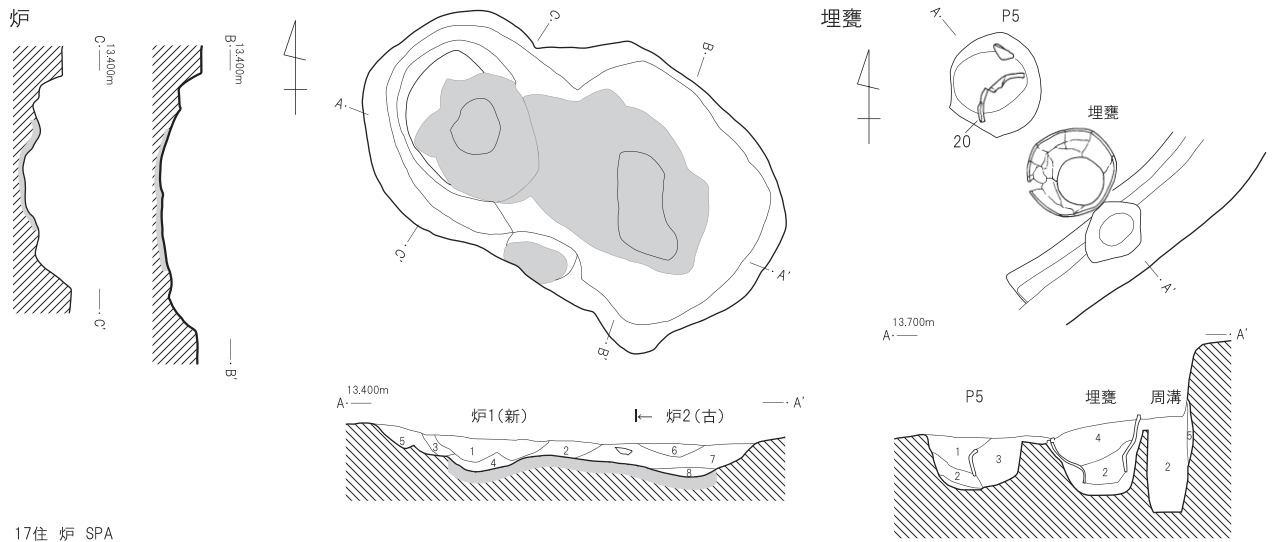 炉
C・ 13.400m
・C'
B・ 13.400m
・B'
A・
・A'
B・
・B'
C・
C'・
A・ 13.400m
・A'
炉1(新)
← 炉2(古)
5
3
1
4
2
6
7
8
17住 炉 SPA
埋甕
A・
P5
20
埋甕
・A'
13.700m
A・
・A'
P5
埋甕
周溝
1
2
3
4
2
5
2